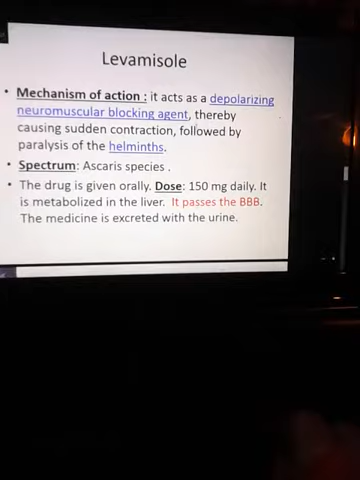 Levamisole
• Mechanism of action : it acts as a depolarizing
neuromuscular blocking agent, thereby
causing sudden contraction, followed by
paralysis of the helminths.
• Spectrum: Ascaris species .
• The drug is given orally. Dose: 150 mg daily. It
is metabolized in the liver. It passes the BBB.
The medicine is excreted with the urine.